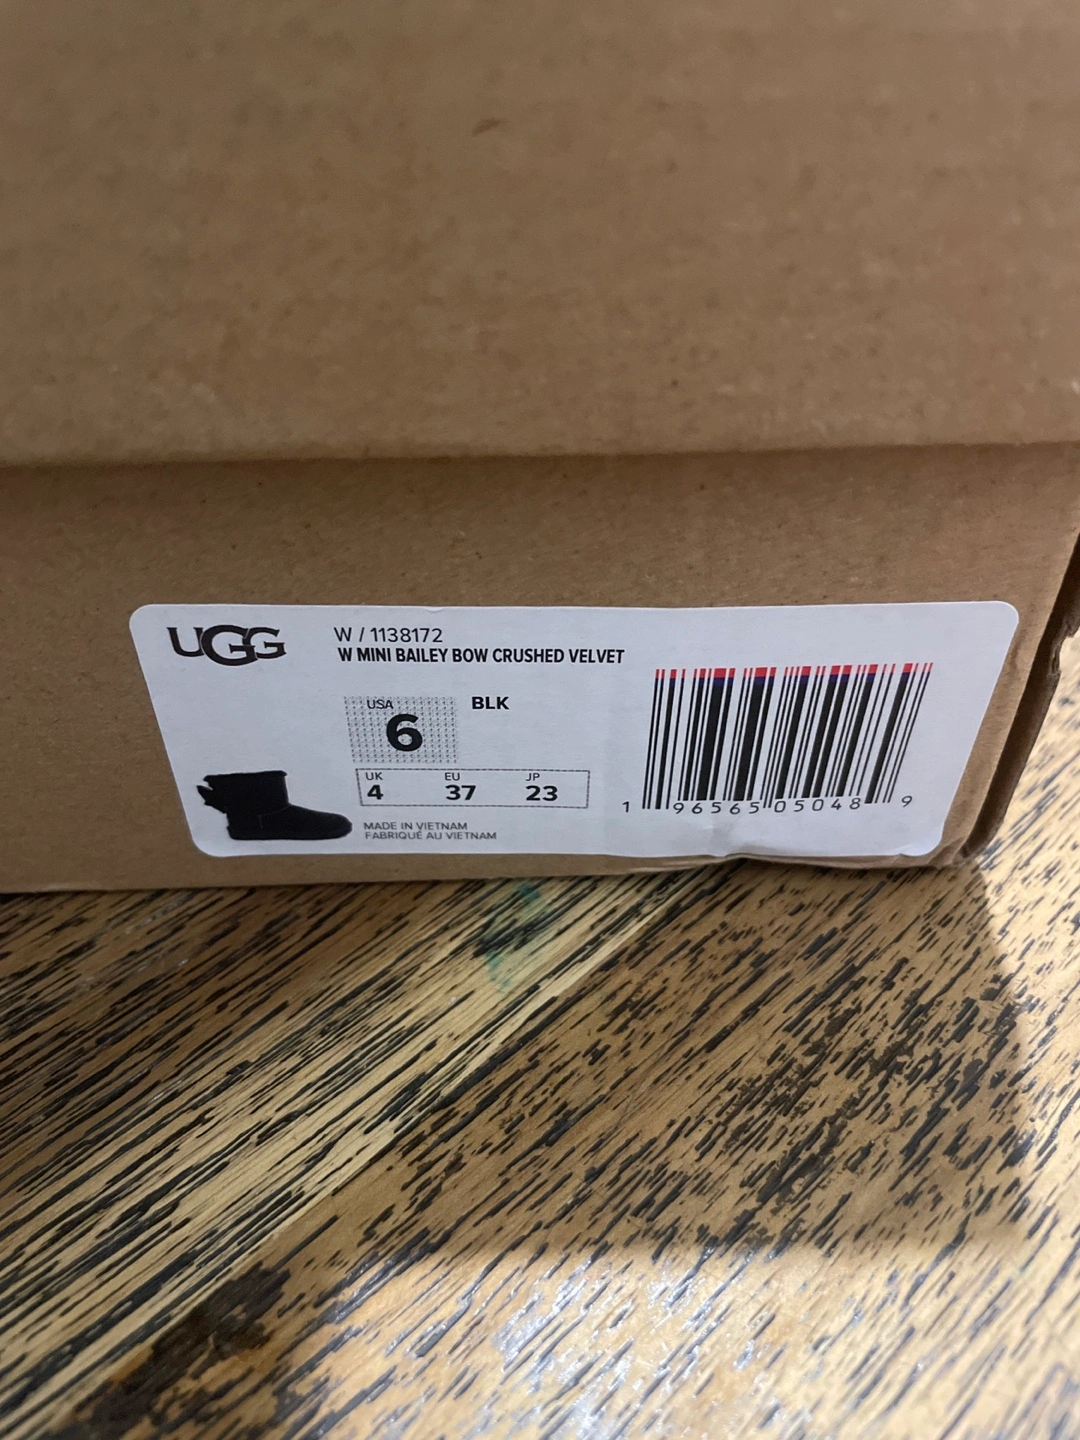 UGG
W / 1138172
W MINI BAILEY BOW CRUSHED VELVET
USA
6
BLK
UK EU JP
4 37 23
MADE IN VIETNAM
FABRIQUÉ AU VIETNAM
1 96565 05048 9